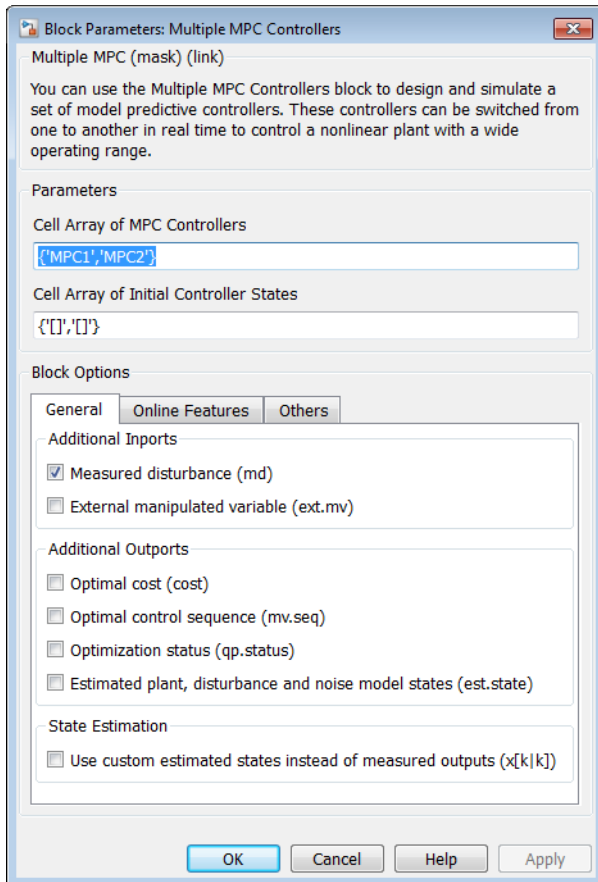 Block Parameters: Multiple MPC Controllers
Multiple MPC (mask) (link)
You can use the Multiple MPC Controllers block to design and simulate a
set of model predictive controllers. These controllers can be switched from
one to another in real time to control a nonlinear plant with a wide
operating range.
Parameters
Cell Array of MPC Controllers
{'MPC1','MPC2'}
Cell Array of Initial Controller States
{'[]','[]'}
Block Options
General Online Features Others
Additional Inports
Measured disturbance (md)
External manipulated variable (ext.mv)
Additional Outports
Optimal cost (cost)
Optimal control sequence (mv.seq)
Optimization status (qp.status)
Estimated plant, disturbance and noise model states (est.state)
State Estimation
Use custom estimated states instead of measured outputs (x[k|k])
OK Cancel Help Apply